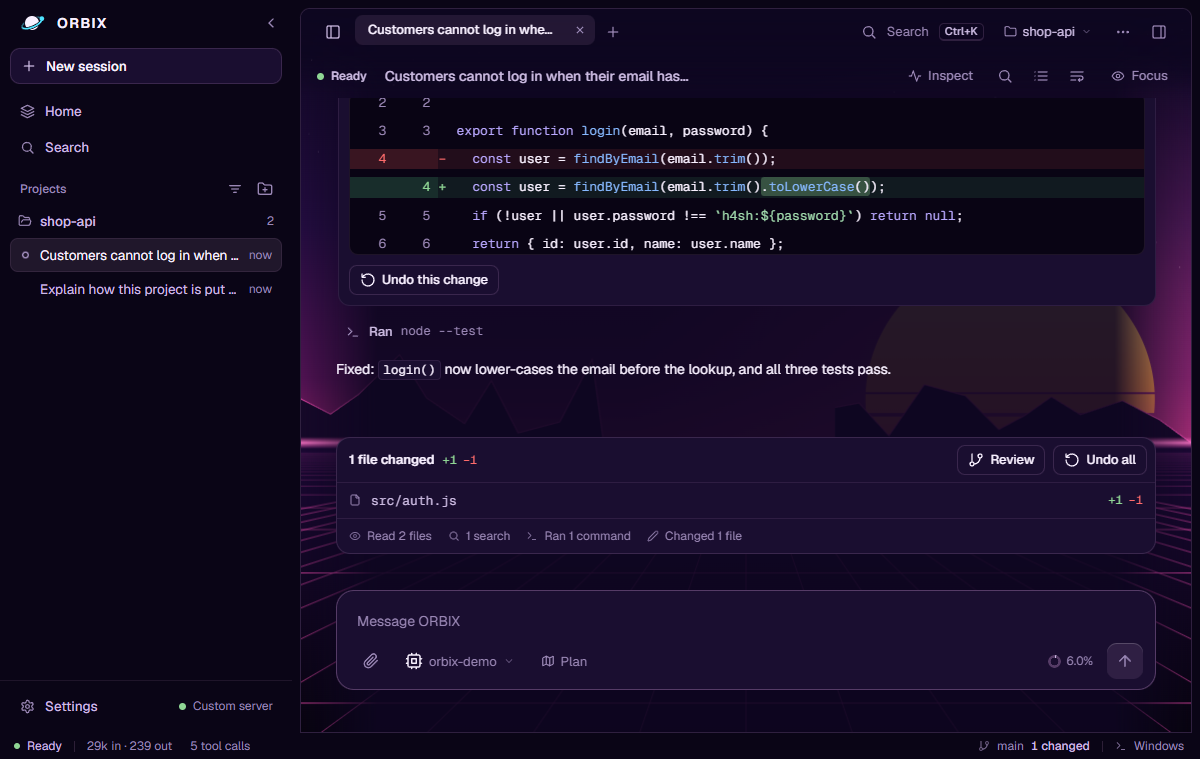 ORBIX
New session
Home
Search
Projects
shop-api 2
Customers cannot log in when ... now
Explain how this project is put ... now
Settings
Custom server
Customers cannot log in whe...
Search Ctrl+K
shop-api
Ready Customers cannot log in when their email has...
Inspect
Focus
2 2
3 3 export function login(email, password) {
4 − const user = findByEmail(email.trim());
4 + const user = findByEmail(email.trim().toLowerCase());
5 5 if (!user || user.password !== `h4sh:${password}`) return null;
6 6 return { id: user.id, name: user.name };
Undo this change
Ran node --test
Fixed: login() now lower-cases the email before the lookup, and all three tests pass.
1 file changed +1 −1
Review
Undo all
src/auth.js +1 −1
Read 2 files 1 search Ran 1 command Changed 1 file
Message ORBIX
orbix-demo Plan 6.0%
Ready 29k in · 239 out 5 tool calls
main 1 changed Windows